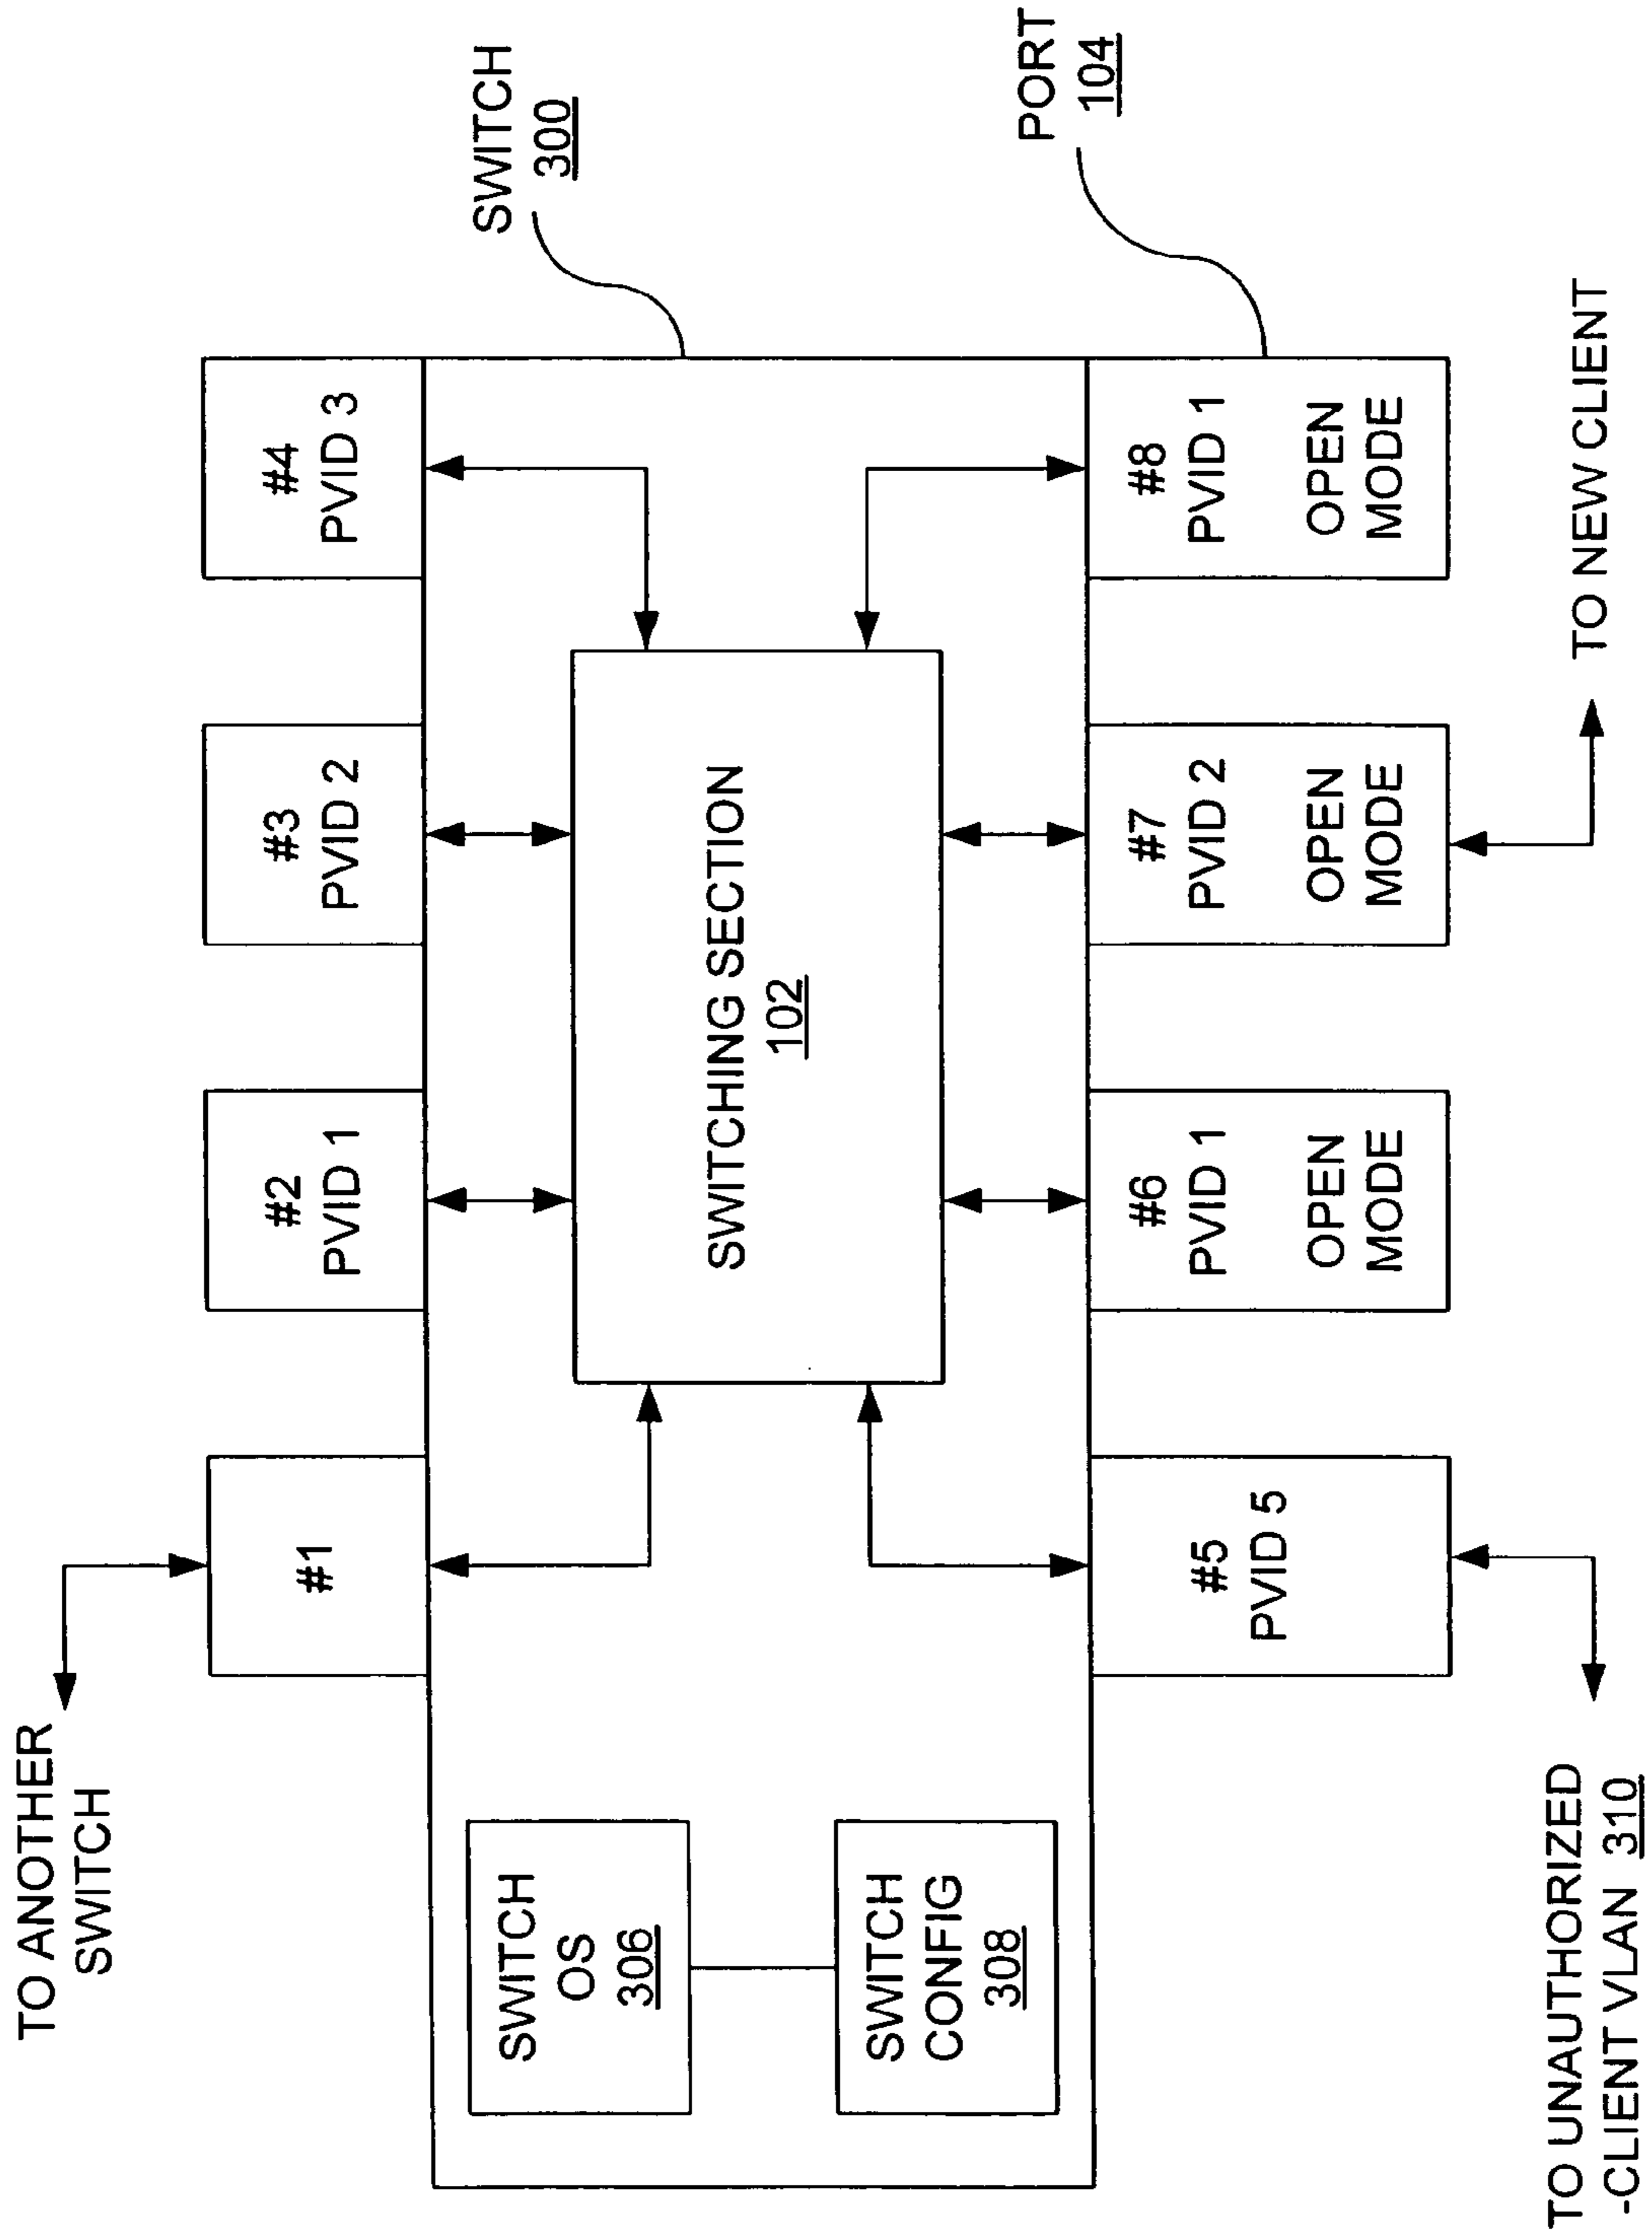 TO ANOTHER
SWITCH
#1
#2
PVID 1
#3
PVID 2
#4
PVID 3
SWITCH
300
SWITCH
OS
306
SWITCH
CONFIG
308
SWITCHING SECTION
102
PORT
104
#5
PVID 5
#6
PVID 1
OPEN
MODE
#7
PVID 2
OPEN
MODE
#8
PVID 1
OPEN
MODE
TO UNAUTHORIZED
-CLIENT VLAN 310
TO NEW CLIENT